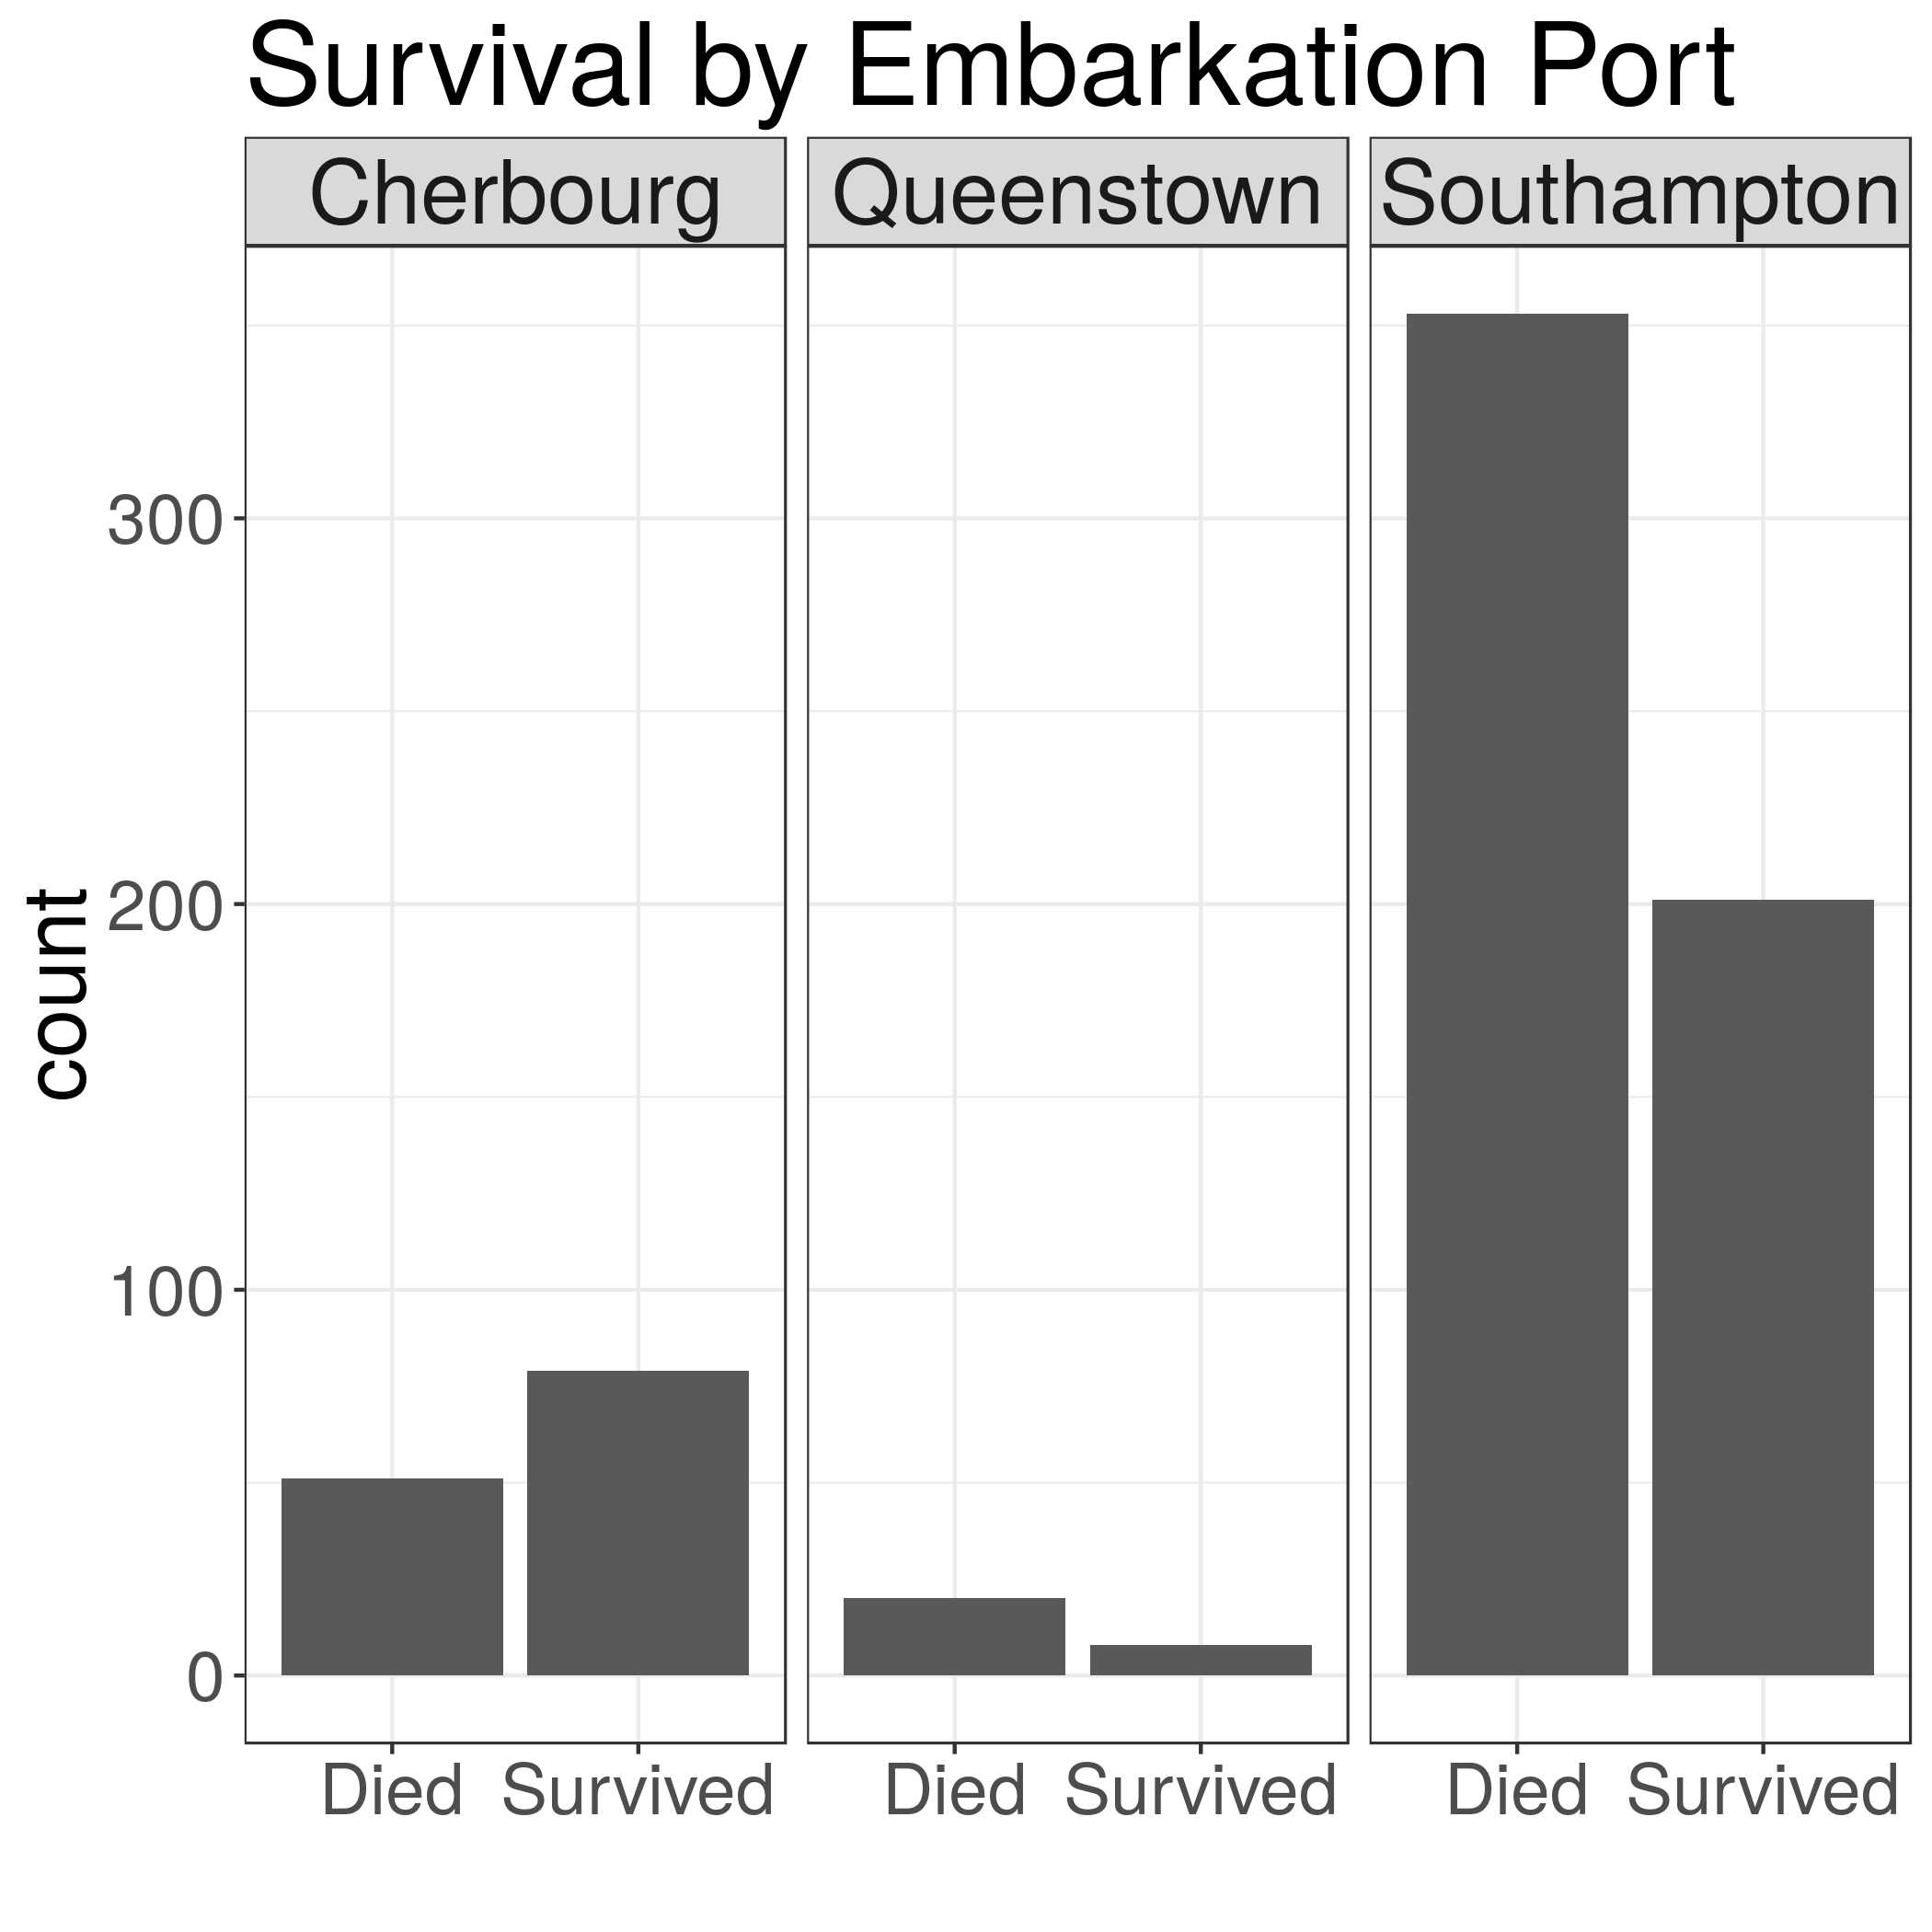 Survival by Embarkation Port
Cherbourg Queenstown Southampton
count
300
200
100
0
Died Survived Died Survived Died Survived